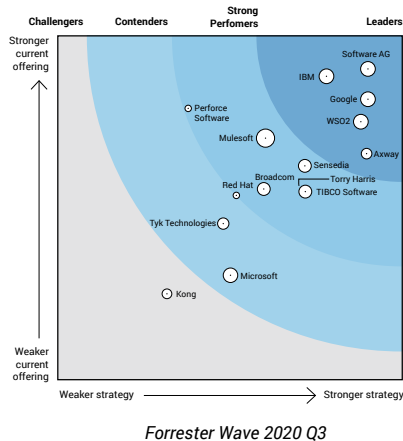 Challengers
Contenders
Strong
Perfomers
Leaders
Stronger
current
offering
Software AG
IBM
Google
Perforce
Software
WSO2
Mulesoft
Axway
Sensedia
Broadcom
Torry Harris
Red Hat
TIBCO Software
Tyk Technologies
Microsoft
Kong
Weaker
current
offering
Weaker strategy
Stronger strategy
Forrester Wave 2020 Q3